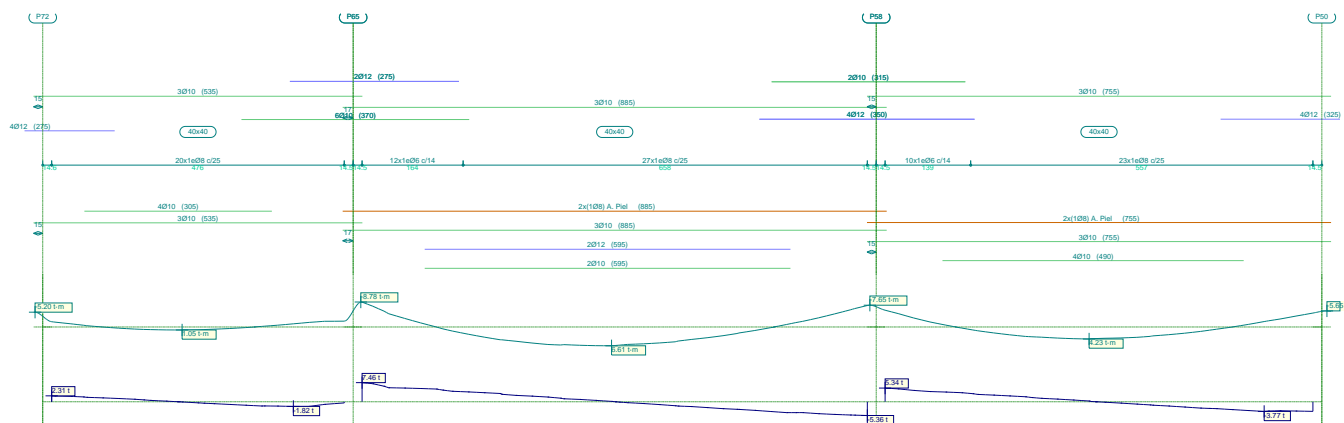 P72 P65 P58 P50
2Ø12 (275) 2Ø10 (315)
3Ø10 (535) 3Ø10 (755)
15 17 3Ø10 (885) 15
6Ø10 (370) 4Ø12 (350) 4Ø12 (325)
4Ø12 (275) 40x40 40x40 40x40
20x1eØ8 c/25 12x1eØ6 c/14 27x1eØ8 c/25 10x1eØ6 c/14 23x1eØ8 c/25
14.5 476 14.5 14.5 164 658 14.5 14.5 139 557 14.5
4Ø10 (305) 2x(1Ø8) A. Piel (885)
3Ø10 (535) 2x(1Ø8) A. Piel (755)
15 3Ø10 (885)
17 3Ø10 (755)
2Ø12 (595) 15
4Ø10 (490)
2Ø10 (595)
-8.78 t·m
-5.20 t·m -7.65 t·m -5.65
1.05 t·m 4.23 t·m
6.61 t·m
7.46 t
2.31 t 5.34 t
-1.82 t -3.77 t
-5.36 t